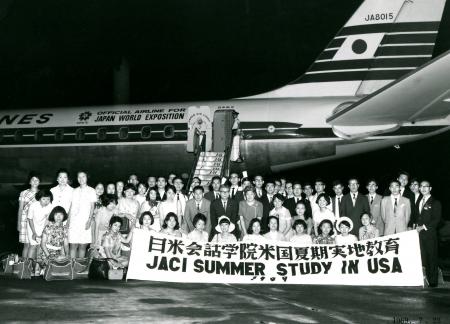 JA8015
NES
OFFICIAL AIRLINE FOR
JAPAN WORLD EXPOSITION
日米会話学院米国夏期実地教育
JACI SUMMER STUDY IN USA